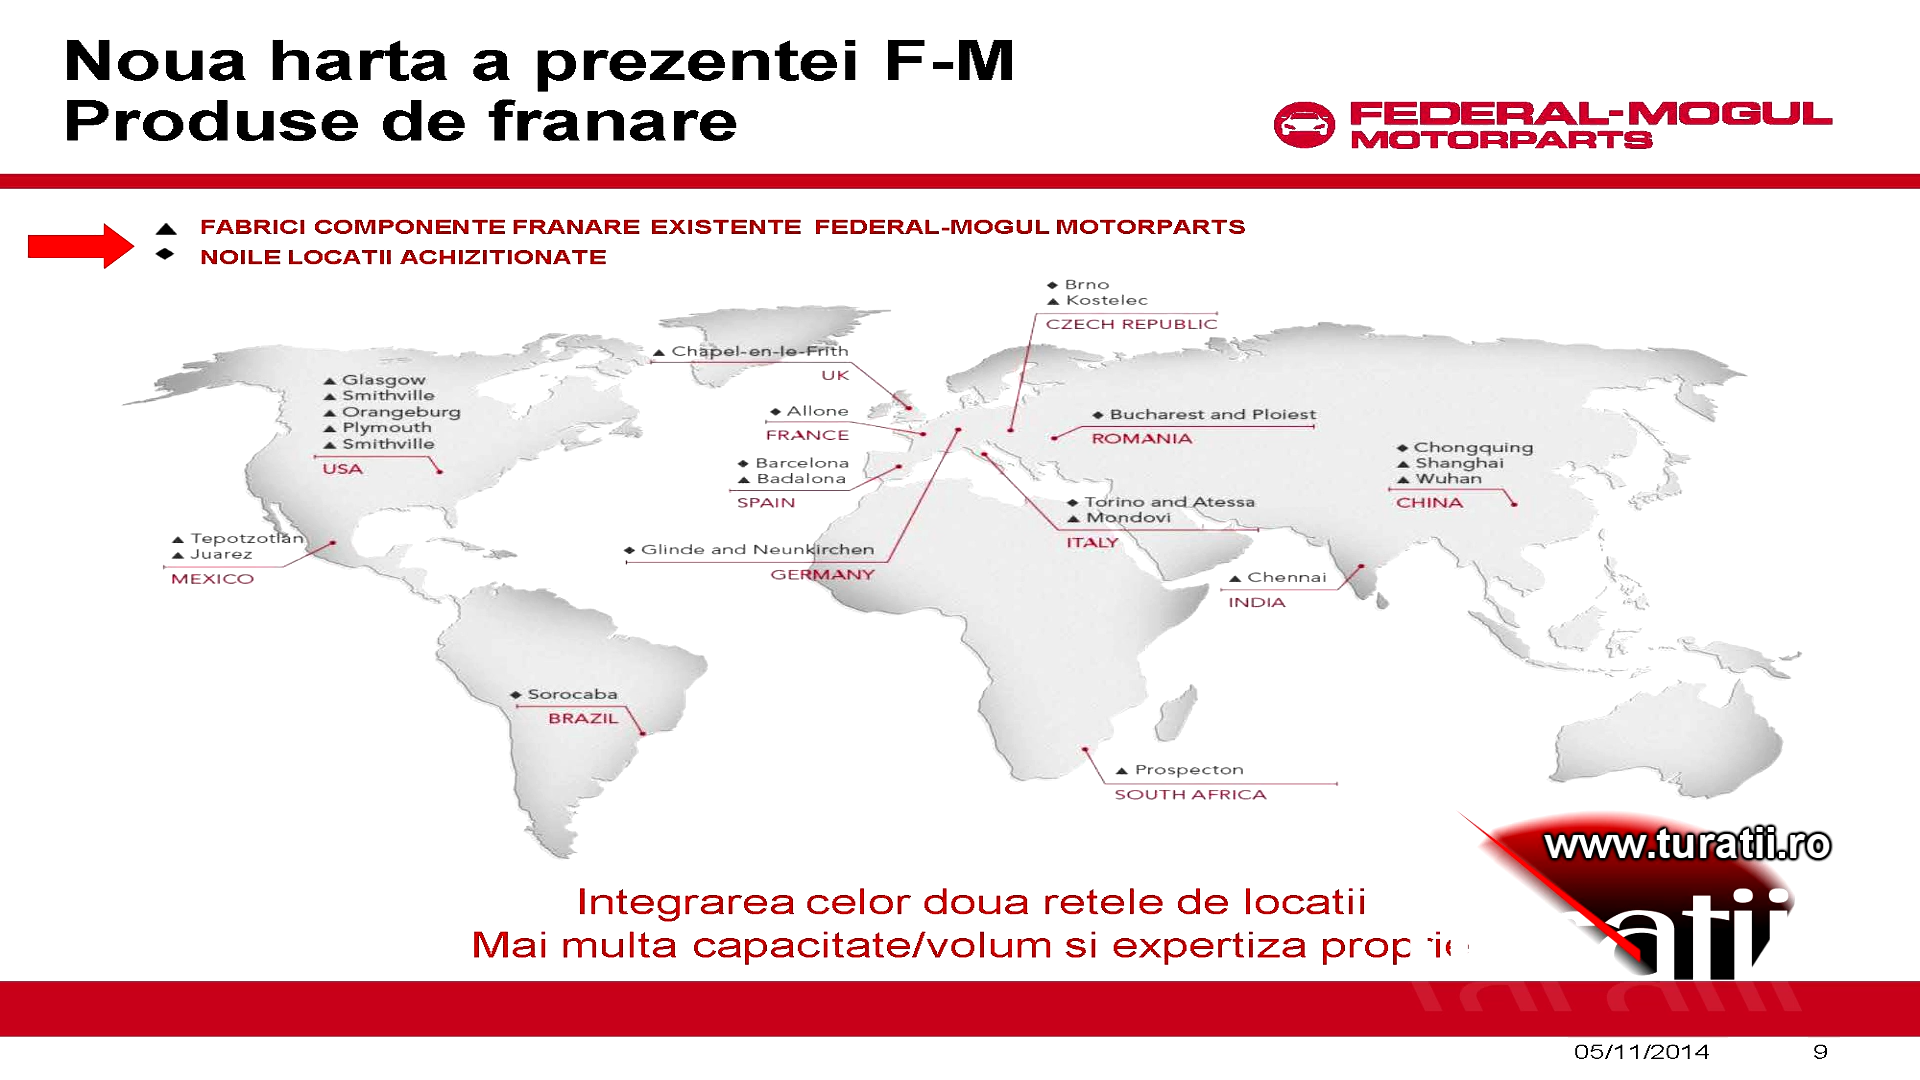 Noua harta a prezentei F-M
Produse de franare
FEDERAL-MOGUL
MOTORPARTS
▲ FABRICI COMPONENTE FRANARE EXISTENTE FEDERAL-MOGUL MOTORPARTS
◆ NOILE LOCATII ACHIZITIONATE
◆ Brno
▲ Kostelec
CZECH REPUBLIC
▲ Chapel-en-le-Frith
UK
▲ Glasgow
▲ Smithville
▲ Orangeburg
▲ Plymouth
▲ Smithville
USA
◆ Allone
FRANCE
◆ Bucharest and Ploiest
ROMANIA
◆ Barcelona
▲ Badalona
SPAIN
◆ Chongquing
▲ Shanghai
▲ Wuhan
CHINA
◆ Torino and Atessa
▲ Mondovi
ITALY
▲ Tepotzotlán
▲ Juarez
MEXICO
◆ Glinde and Neunkirchen
GERMANY
▲ Chennai
INDIA
◆ Sorocaba
BRAZIL
▲ Prospecton
SOUTH AFRICA
www.turatii.ro
Integrarea celor doua retele de locatii
Mai multa capacitate/volum si expertiza
05/11/2014
9